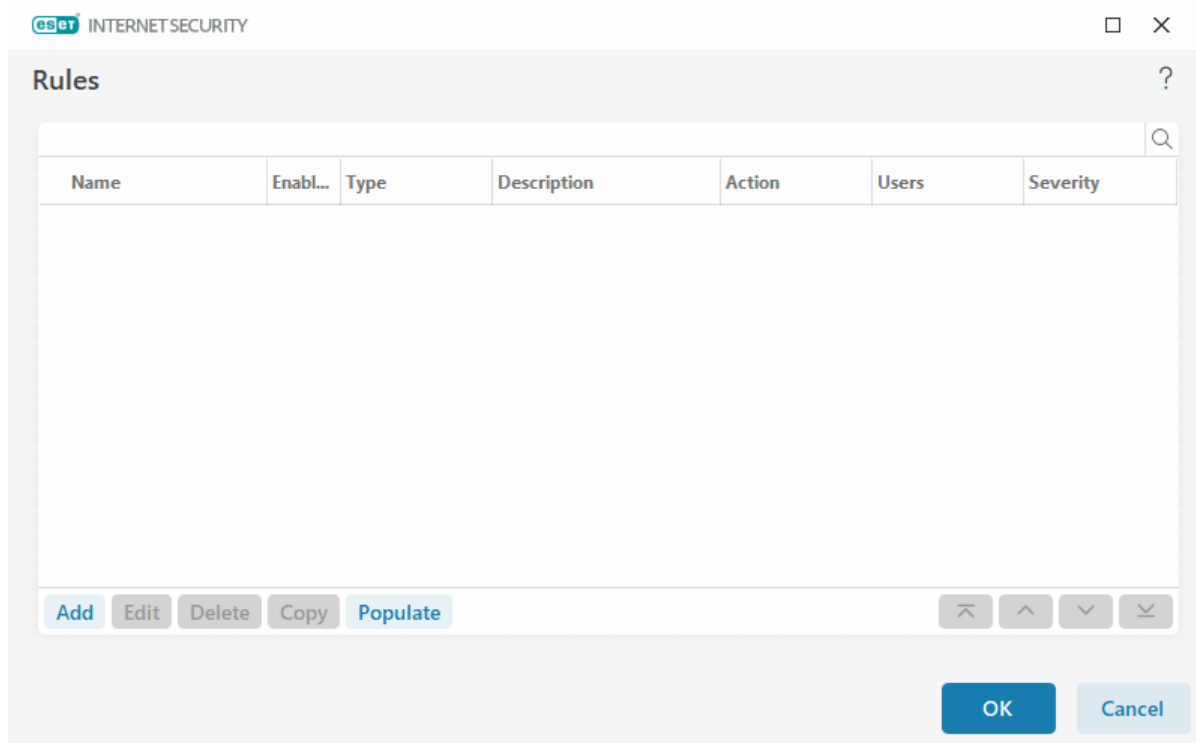 eset INTERNET SECURITY
Rules ?
Name Enabl... Type Description Action Users Severity
Add Edit Delete Copy Populate
OK Cancel